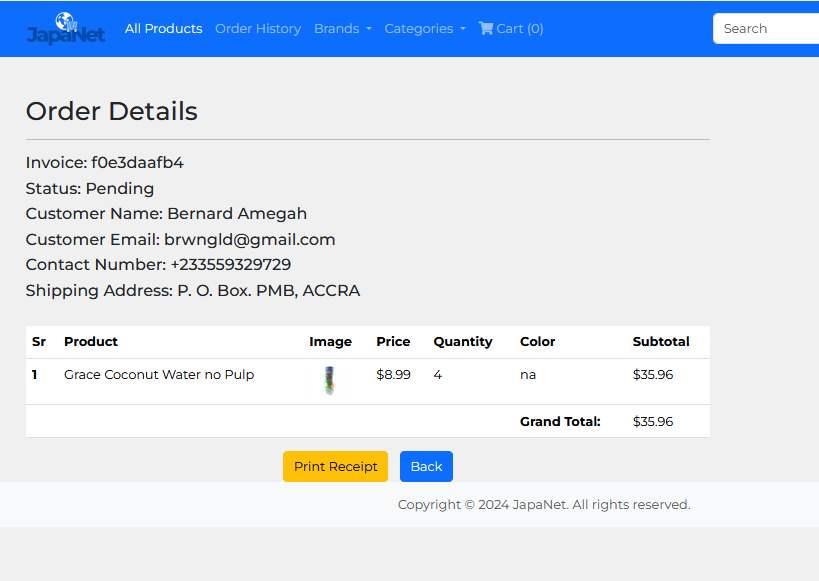 JapaNet All Products Order History Brands Categories Cart (0) Search
Order Details
Invoice: f0e3daafb4
Status: Pending
Customer Name: Bernard Amegah
Customer Email: brwngld@gmail.com
Contact Number: +233559329729
Shipping Address: P. O. Box. PMB, ACCRA
Sr Product Image Price Quantity Color Subtotal
1 Grace Coconut Water no Pulp $8.99 4 na $35.96
Grand Total: $35.96
Print Receipt Back
Copyright © 2024 JapaNet. All rights reserved.